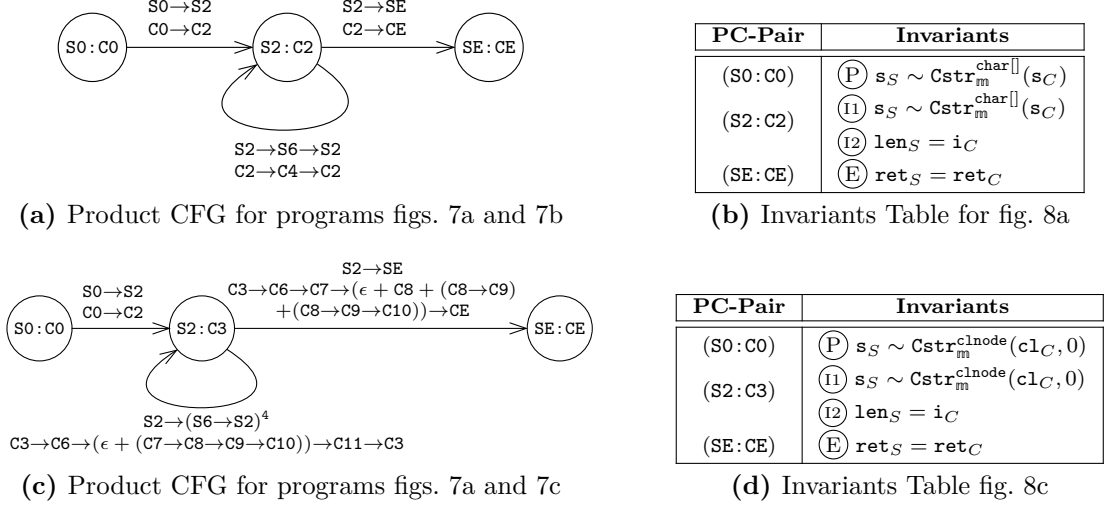 S0→S2
C0→C2
S2→SE
C2→CE
S0:C0
S2:C2
SE:CE
S2→S6→S2
C2→C4→C2
(a) Product CFG for programs figs. 7a and 7b
PC-Pair Invariants
(S0:C0) Ⓟ s_S ∼ Cstr_𝕞^char[](s_C)
(S2:C2) (I1) s_S ∼ Cstr_𝕞^char[](s_C)
(I2) len_S = i_C
(SE:CE) Ⓔ ret_S = ret_C
(b) Invariants Table for fig. 8a
S0→S2
C0→C2
S2→SE
C3→C6→C7→(ϵ + C8 + (C8→C9)
+(C8→C9→C10))→CE
S0:C0
S2:C3
SE:CE
S2→(S6→S2)^4
C3→C6→(ϵ + (C7→C8→C9→C10))→C11→C3
(c) Product CFG for programs figs. 7a and 7c
PC-Pair Invariants
(S0:C0) Ⓟ s_S ∼ Cstr_𝕞^clnode(cl_C, 0)
(S2:C3) (I1) s_S ∼ Cstr_𝕞^clnode(cl_C, 0)
(I2) len_S = i_C
(SE:CE) Ⓔ ret_S = ret_C
(d) Invariants Table fig. 8c